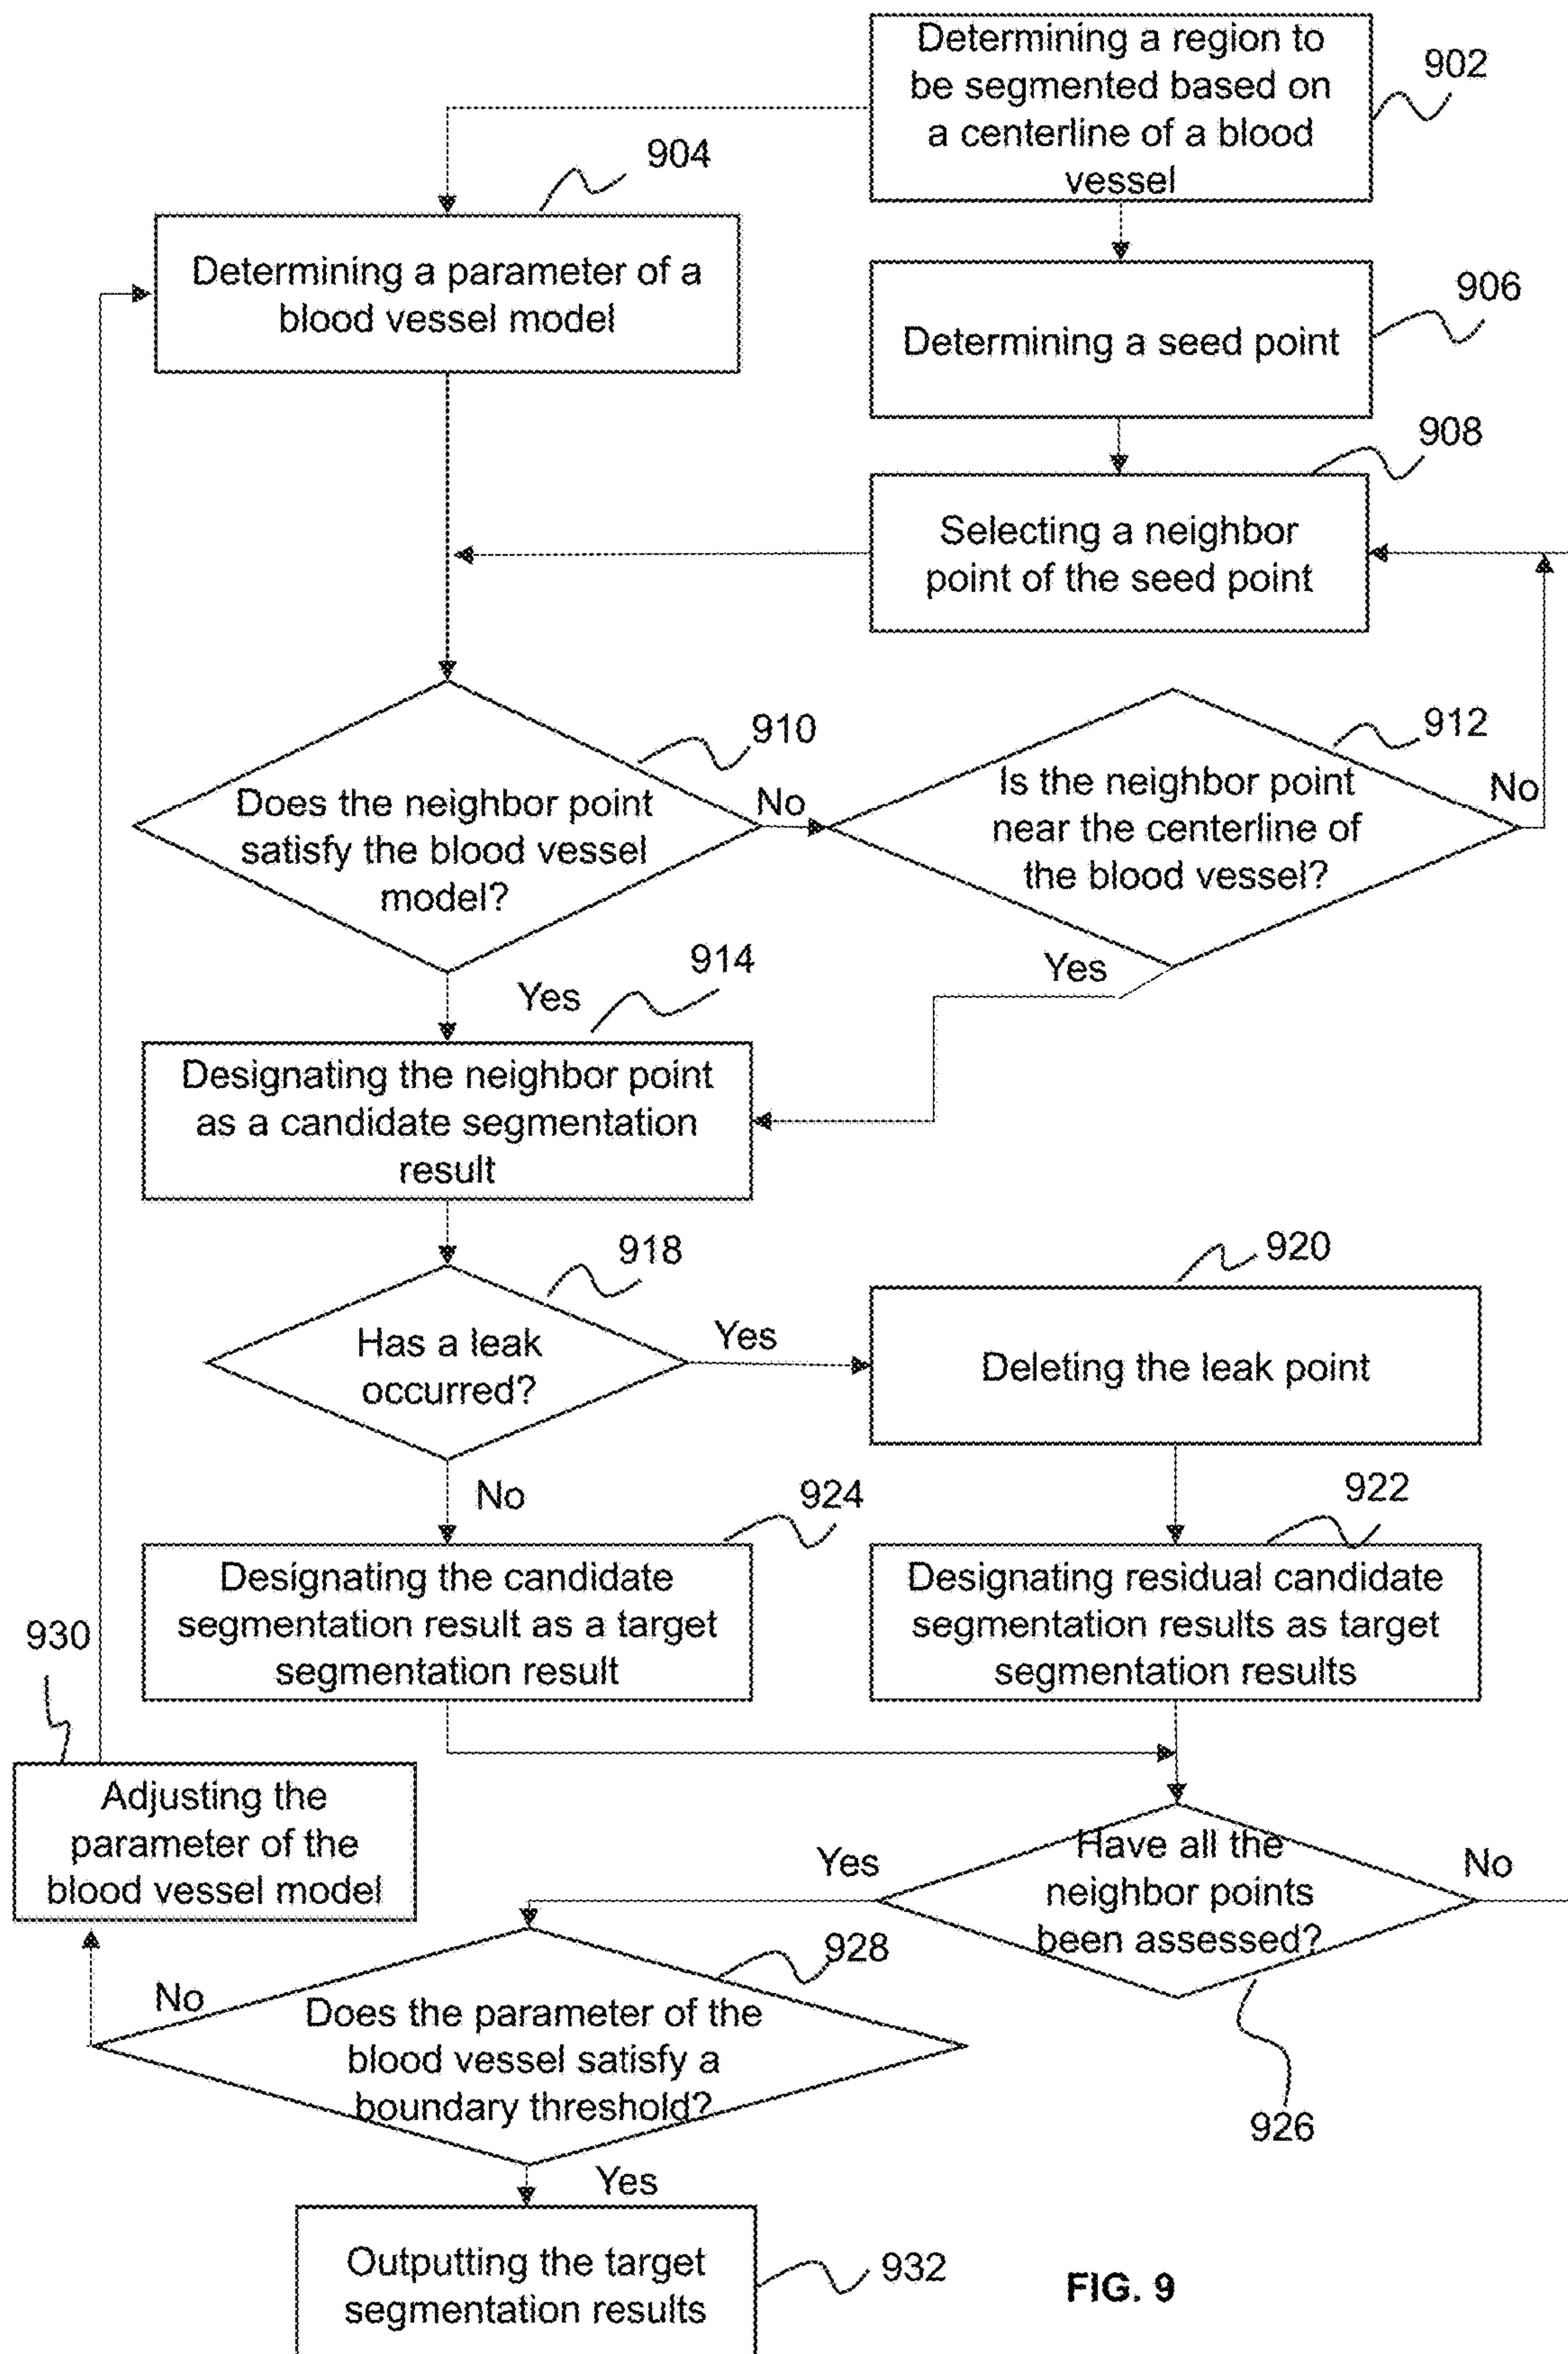 Determining a region to
be segmented based on
a centerline of a blood
vessel
902
904
Determining a parameter of a
blood vessel model
906
Determining a seed point
908
Selecting a neighbor
point of the seed point
910
Does the neighbor point
satisfy the blood vessel
model?
No
912
Is the neighbor point
near the centerline of
the blood vessel?
No
Yes
Yes
914
Designating the neighbor point
as a candidate segmentation
result
918
Has a leak
occurred?
Yes
920
Deleting the leak point
No
924
Designating the candidate
segmentation result as a target
segmentation result
922
Designating residual candidate
segmentation results as target
segmentation results
930
Adjusting the
parameter of the
blood vessel model
Yes
Have all the
neighbor points
been assessed?
No
926
928
No
Does the parameter of the
blood vessel satisfy a
boundary threshold?
Yes
Outputting the target
segmentation results
932
FIG. 9